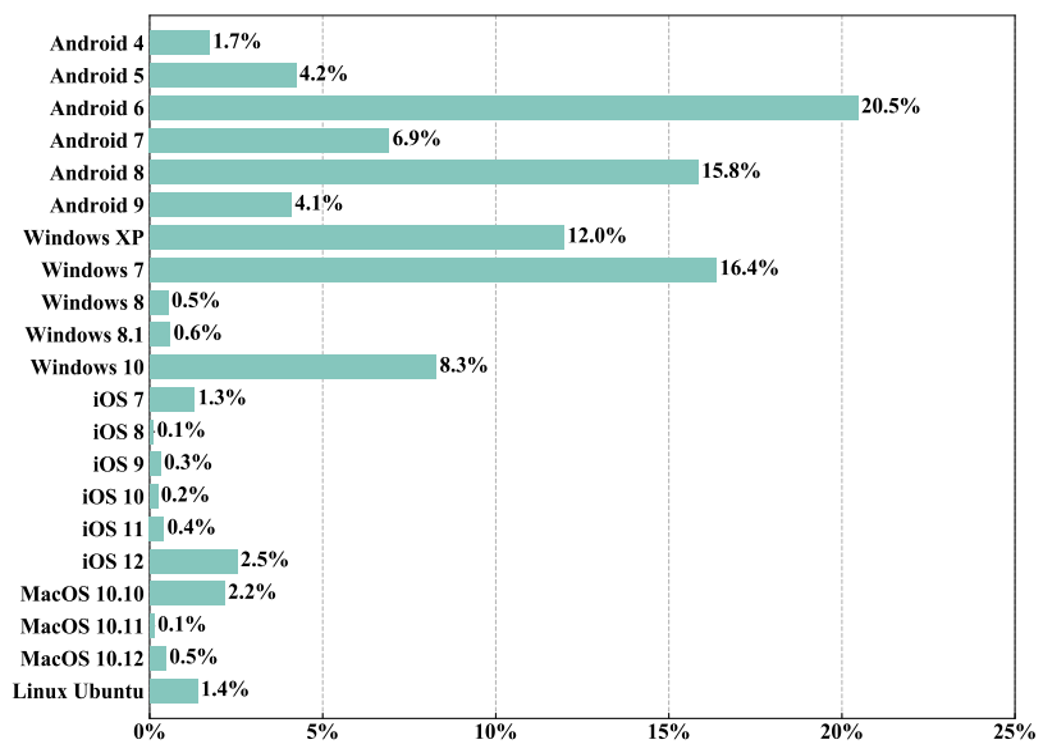 Android 4 1.7%
Android 5 4.2%
Android 6 20.5%
Android 7 6.9%
Android 8 15.8%
Android 9 4.1%
Windows XP 12.0%
Windows 7 16.4%
Windows 8 0.5%
Windows 8.1 0.6%
Windows 10 8.3%
iOS 7 1.3%
iOS 8 0.1%
iOS 9 0.3%
iOS 10 0.2%
iOS 11 0.4%
iOS 12 2.5%
MacOS 10.10 2.2%
MacOS 10.11 0.1%
MacOS 10.12 0.5%
Linux Ubuntu 1.4%
0% 5% 10% 15% 20% 25%